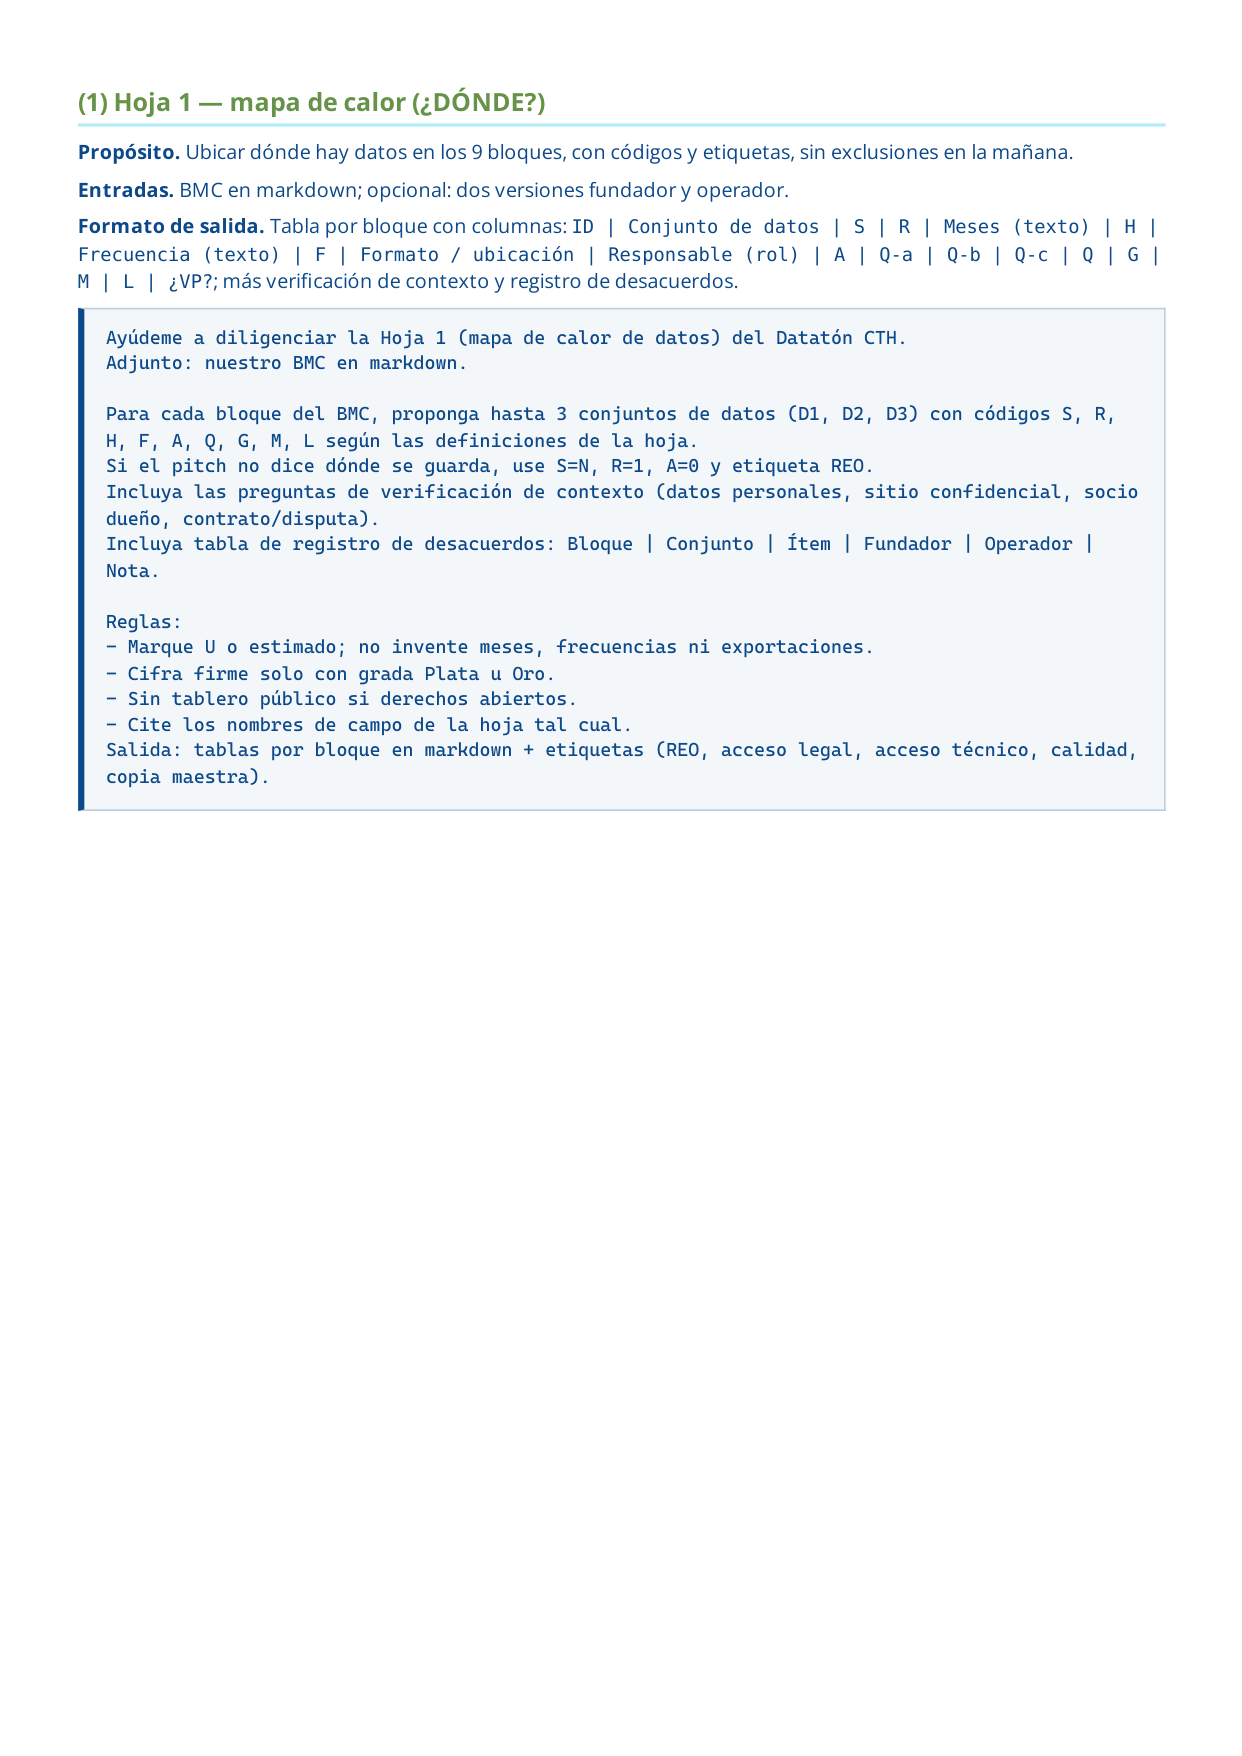 (1) Hoja 1 — mapa de calor (¿DÓNDE?)
Propósito. Ubicar dónde hay datos en los 9 bloques, con códigos y etiquetas, sin exclusiones en la mañana.
Entradas. BMC en markdown; opcional: dos versiones fundador y operador.
Formato de salida. Tabla por bloque con columnas: ID | Conjunto de datos | S | R | Meses (texto) | H |
Frecuencia (texto) | F | Formato / ubicación | Responsable (rol) | A | Q-a | Q-b | Q-c | Q | G |
M | L | ¿VP?; más verificación de contexto y registro de desacuerdos.
Ayúdeme a diligenciar la Hoja 1 (mapa de calor de datos) del Datatón CTH.
Adjunto: nuestro BMC en markdown.
Para cada bloque del BMC, proponga hasta 3 conjuntos de datos (D1, D2, D3) con códigos S, R,
H, F, A, Q, G, M, L según las definiciones de la hoja.
Si el pitch no dice dónde se guarda, use S=N, R=1, A=0 y etiqueta REO.
Incluya las preguntas de verificación de contexto (datos personales, sitio confidencial, socio
dueño, contrato/disputa).
Incluya tabla de registro de desacuerdos: Bloque | Conjunto | Ítem | Fundador | Operador |
Nota.
Reglas:
– Marque U o estimado; no invente meses, frecuencias ni exportaciones.
– Cifra firme solo con grada Plata u Oro.
– Sin tablero público si derechos abiertos.
– Cite los nombres de campo de la hoja tal cual.
Salida: tablas por bloque en markdown + etiquetas (REO, acceso legal, acceso técnico, calidad,
copia maestra).